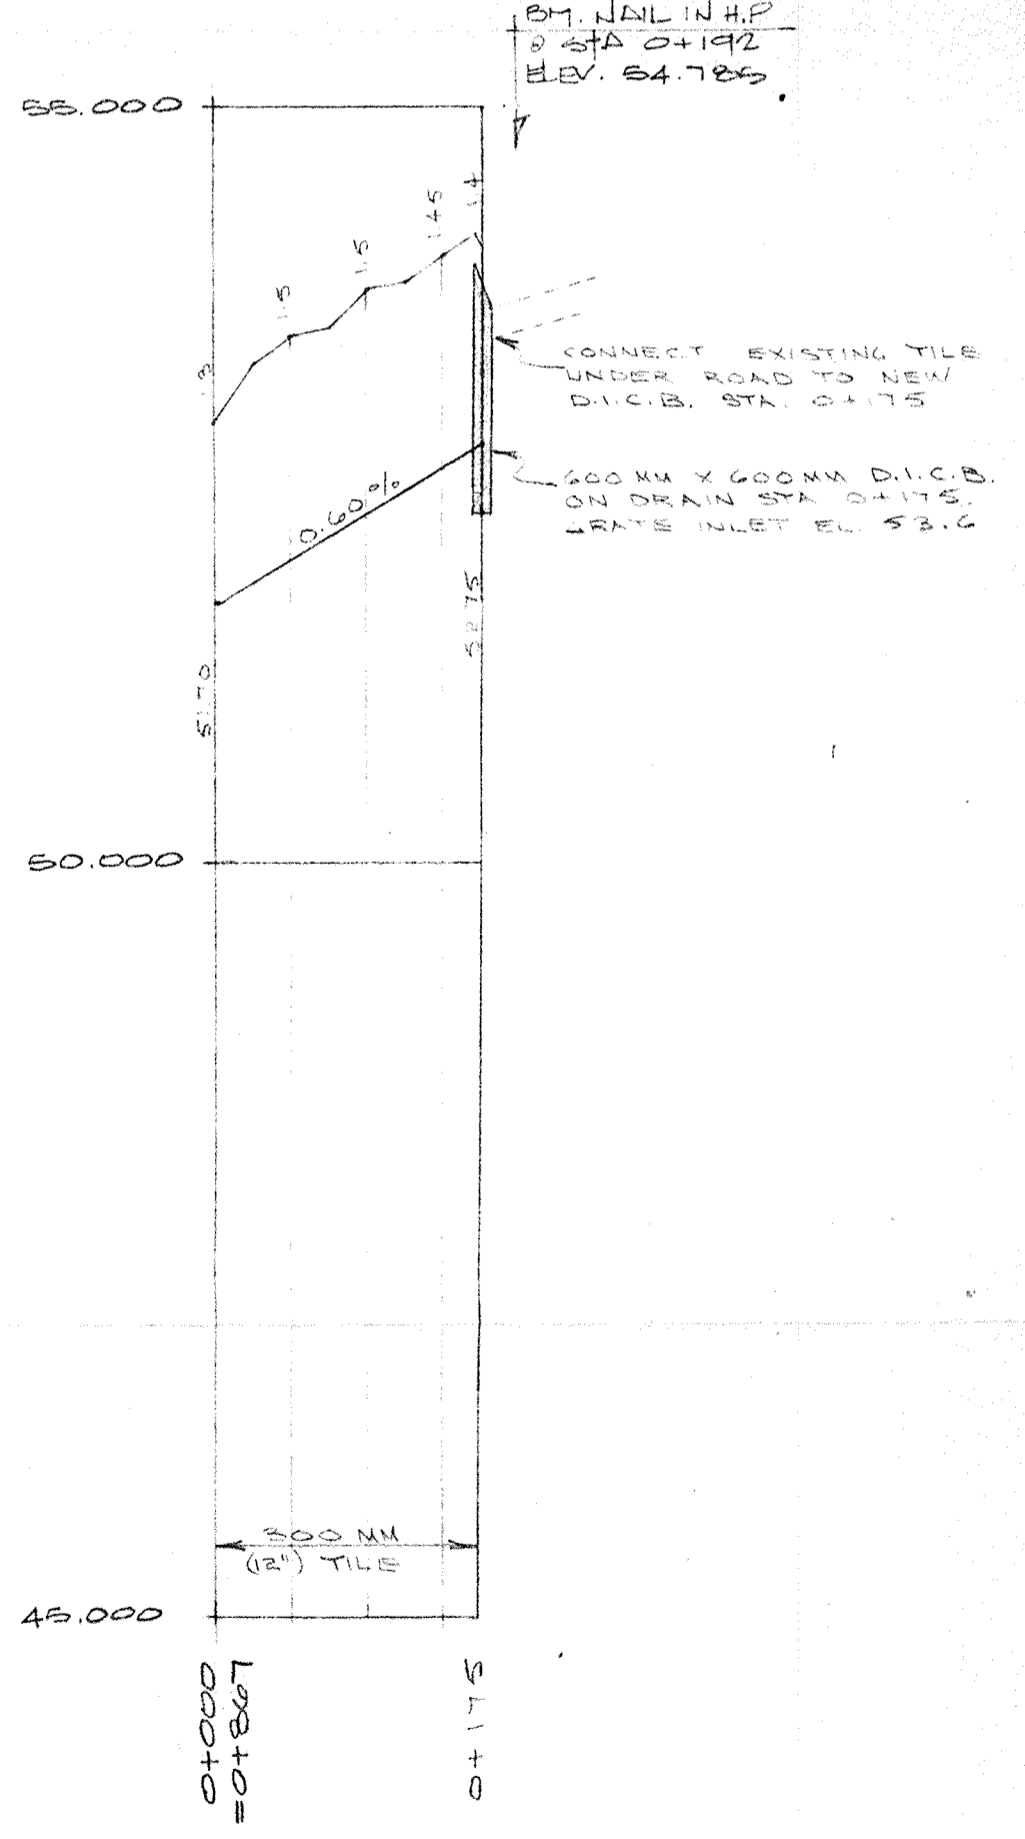 BM. NAIL IN H.P
@ STA 0+192
ELEV. 54.785
55.000
1.4
1.45
1.5
1.5
CONNECT EXISTING TILE
UNDER ROAD TO NEW
D.I.C.B. STA. 0+175
600 MM X 600 MM D.I.C.B.
ON DRAIN STA 0+175.
GRATE INLET EL. 53.6
0.60%
52.75
51.70
50.000
300 MM
(12") TILE
45.000
0+000
=0+867
0+175